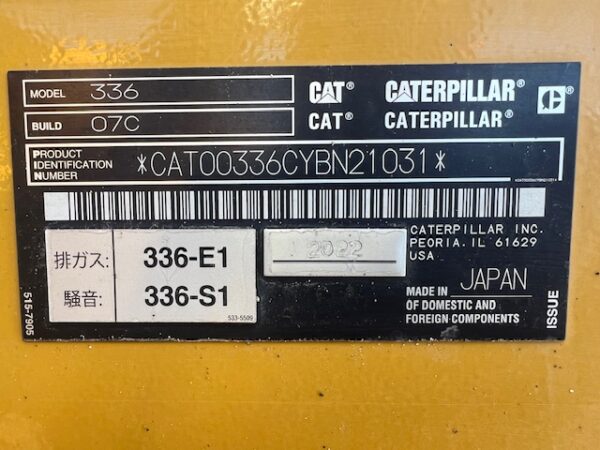 MODEL 336
CAT® CATERPILLAR®
BUILD 07C
CAT® CATERPILLAR®
PRODUCT IDENTIFICATION NUMBER *CAT00336CYBN21031*
排ガス: 336-E1
騒音: 336-S1
533-5509
2022
CATERPILLAR INC.
PEORIA, IL 61629
USA
MADE IN JAPAN
OF DOMESTIC AND
FOREIGN COMPONENTS
ISSUE
515-7905